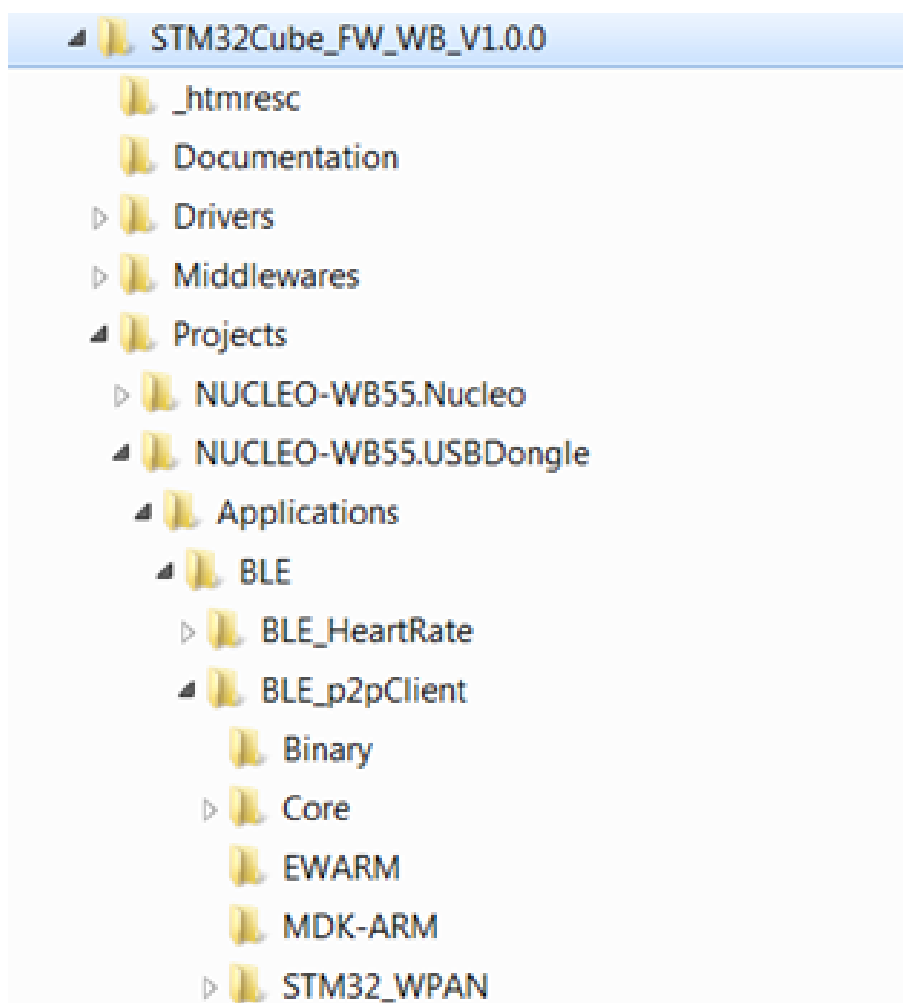 STM32Cube_FW_WB_V1.0.0
_htmresc
Documentation
Drivers
Middlewares
Projects
NUCLEO-WB55.Nucleo
NUCLEO-WB55.USBDongle
Applications
BLE
BLE_HeartRate
BLE_p2pClient
Binary
Core
EWARM
MDK-ARM
STM32_WPAN